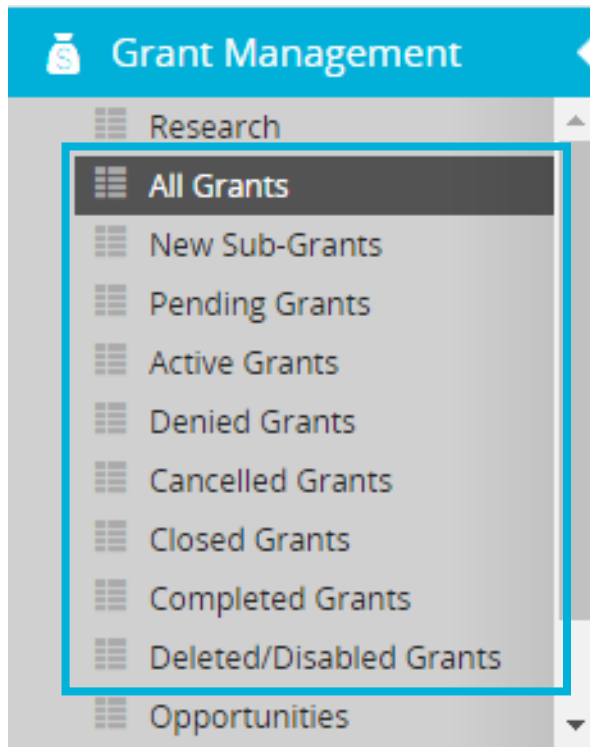 Grant Management
Research
All Grants
New Sub-Grants
Pending Grants
Active Grants
Denied Grants
Cancelled Grants
Closed Grants
Completed Grants
Deleted/Disabled Grants
Opportunities